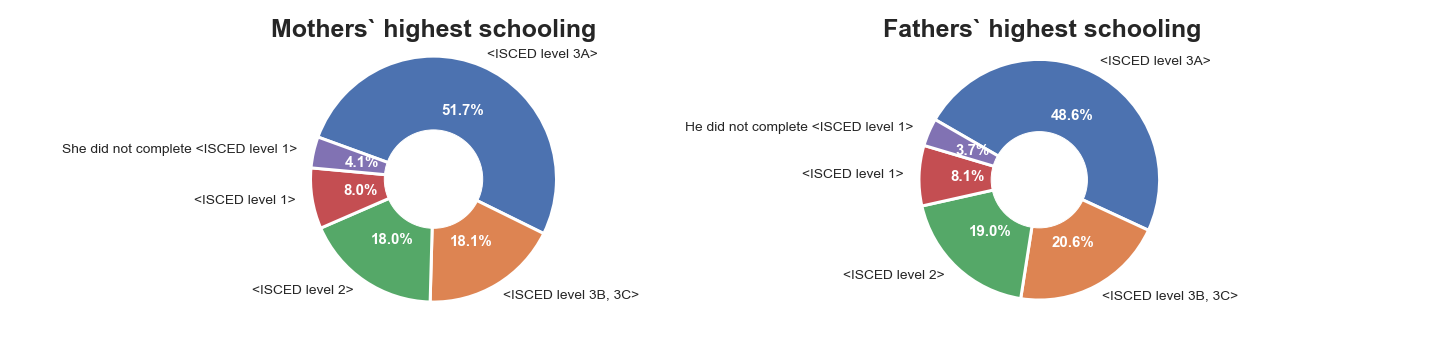 Mothers` highest schooling
<ISCED level 3A>
51.7%
She did not complete <ISCED level 1>
4.1%
<ISCED level 1>
8.0%
18.0%
18.1%
<ISCED level 2>
<ISCED level 3B, 3C>
Fathers` highest schooling
<ISCED level 3A>
48.6%
He did not complete <ISCED level 1>
3.7%
<ISCED level 1>
8.1%
19.0%
20.6%
<ISCED level 2>
<ISCED level 3B, 3C>